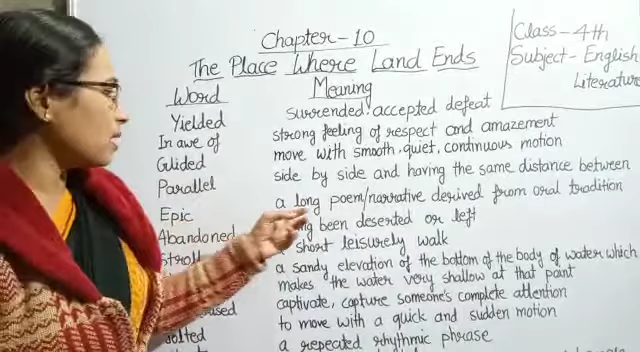 Chapter-10
The Place Where Land Ends
Class-4th
Subject-English
Literature
Word Meaning
Yielded surrended, accepted defeat
In awe of strong feeling of respect and amazement
Guided move with smooth, quiet, continuous motion
Parallel side by side and having the same distance between
Epic a long poem/narrative derived from oral tradition
Abandoned been deserted or left
Stroll short leisurely walk
a sandy elevation of the bottom of the body of water which
makes the water very shallow at that point
captivate, capture someone's complete attention
to move with a quick and sudden motion
a repeated rhythmic phrase